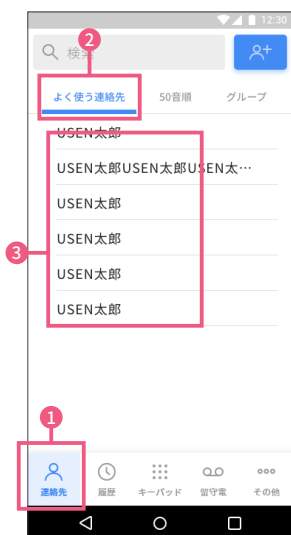 12:30
検
2
よく使う連絡先 50音順 グループ
USEN太郎
USEN太郎USEN太郎USEN太…
USEN太郎
USEN太郎
3
USEN太郎
USEN太郎
1
連絡先 履歴 キーパッド 留守電 その他